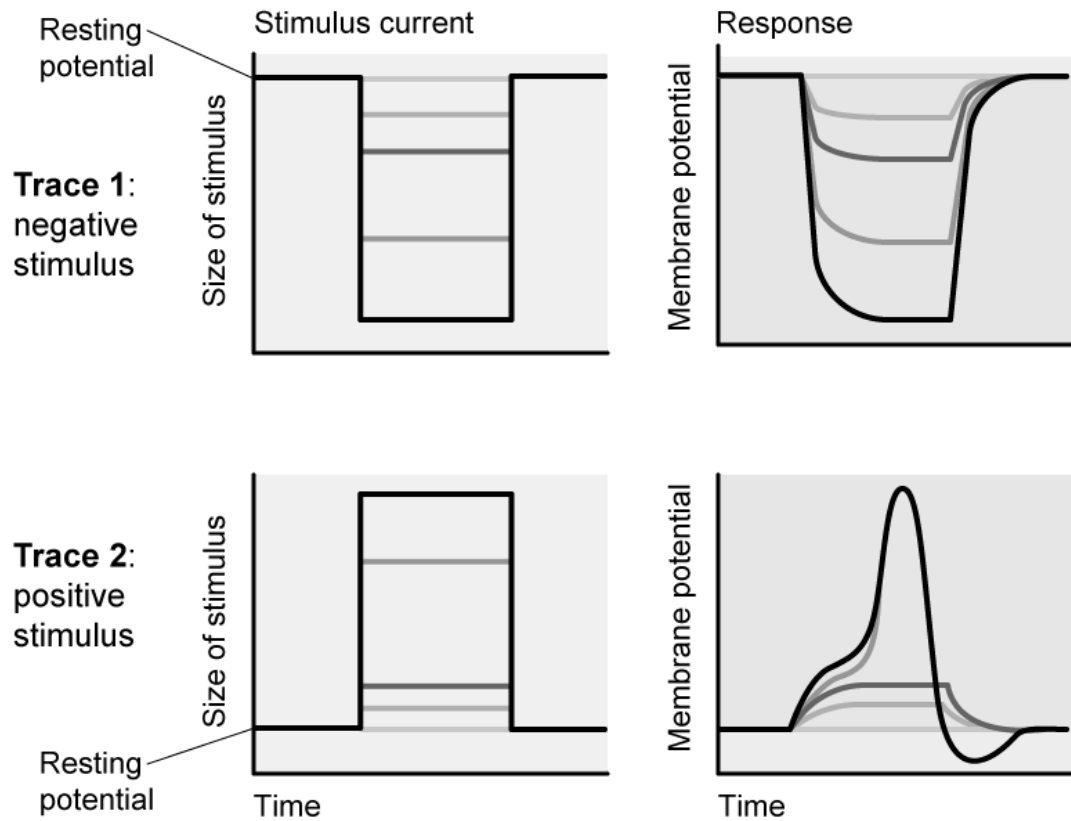 Stimulus current
Response
Resting
potential
Size of stimulus
Membrane potential
Trace 1:
negative
stimulus
Trace 2:
positive
stimulus
Size of stimulus
Membrane potential
Resting
potential
Time
Time